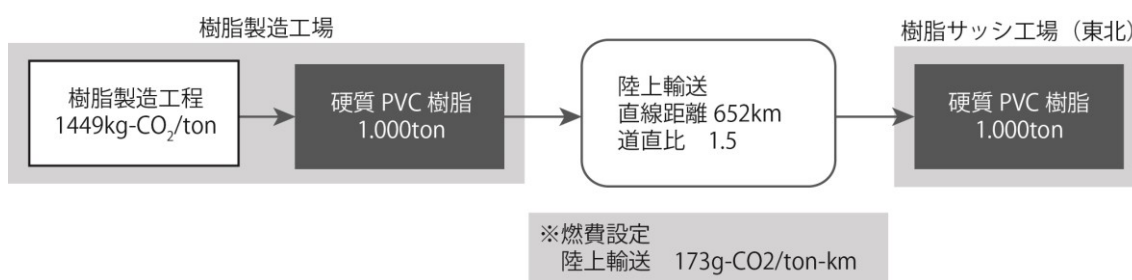 樹脂製造工場
樹脂サッシ工場（東北）
樹脂製造工程
1449kg-CO₂/ton
硬質 PVC 樹脂
1.000ton
陸上輸送
直線距離 652km
道直比　1.5
硬質 PVC 樹脂
1.000ton
※燃費設定
陸上輸送　173g-CO2/ton-km